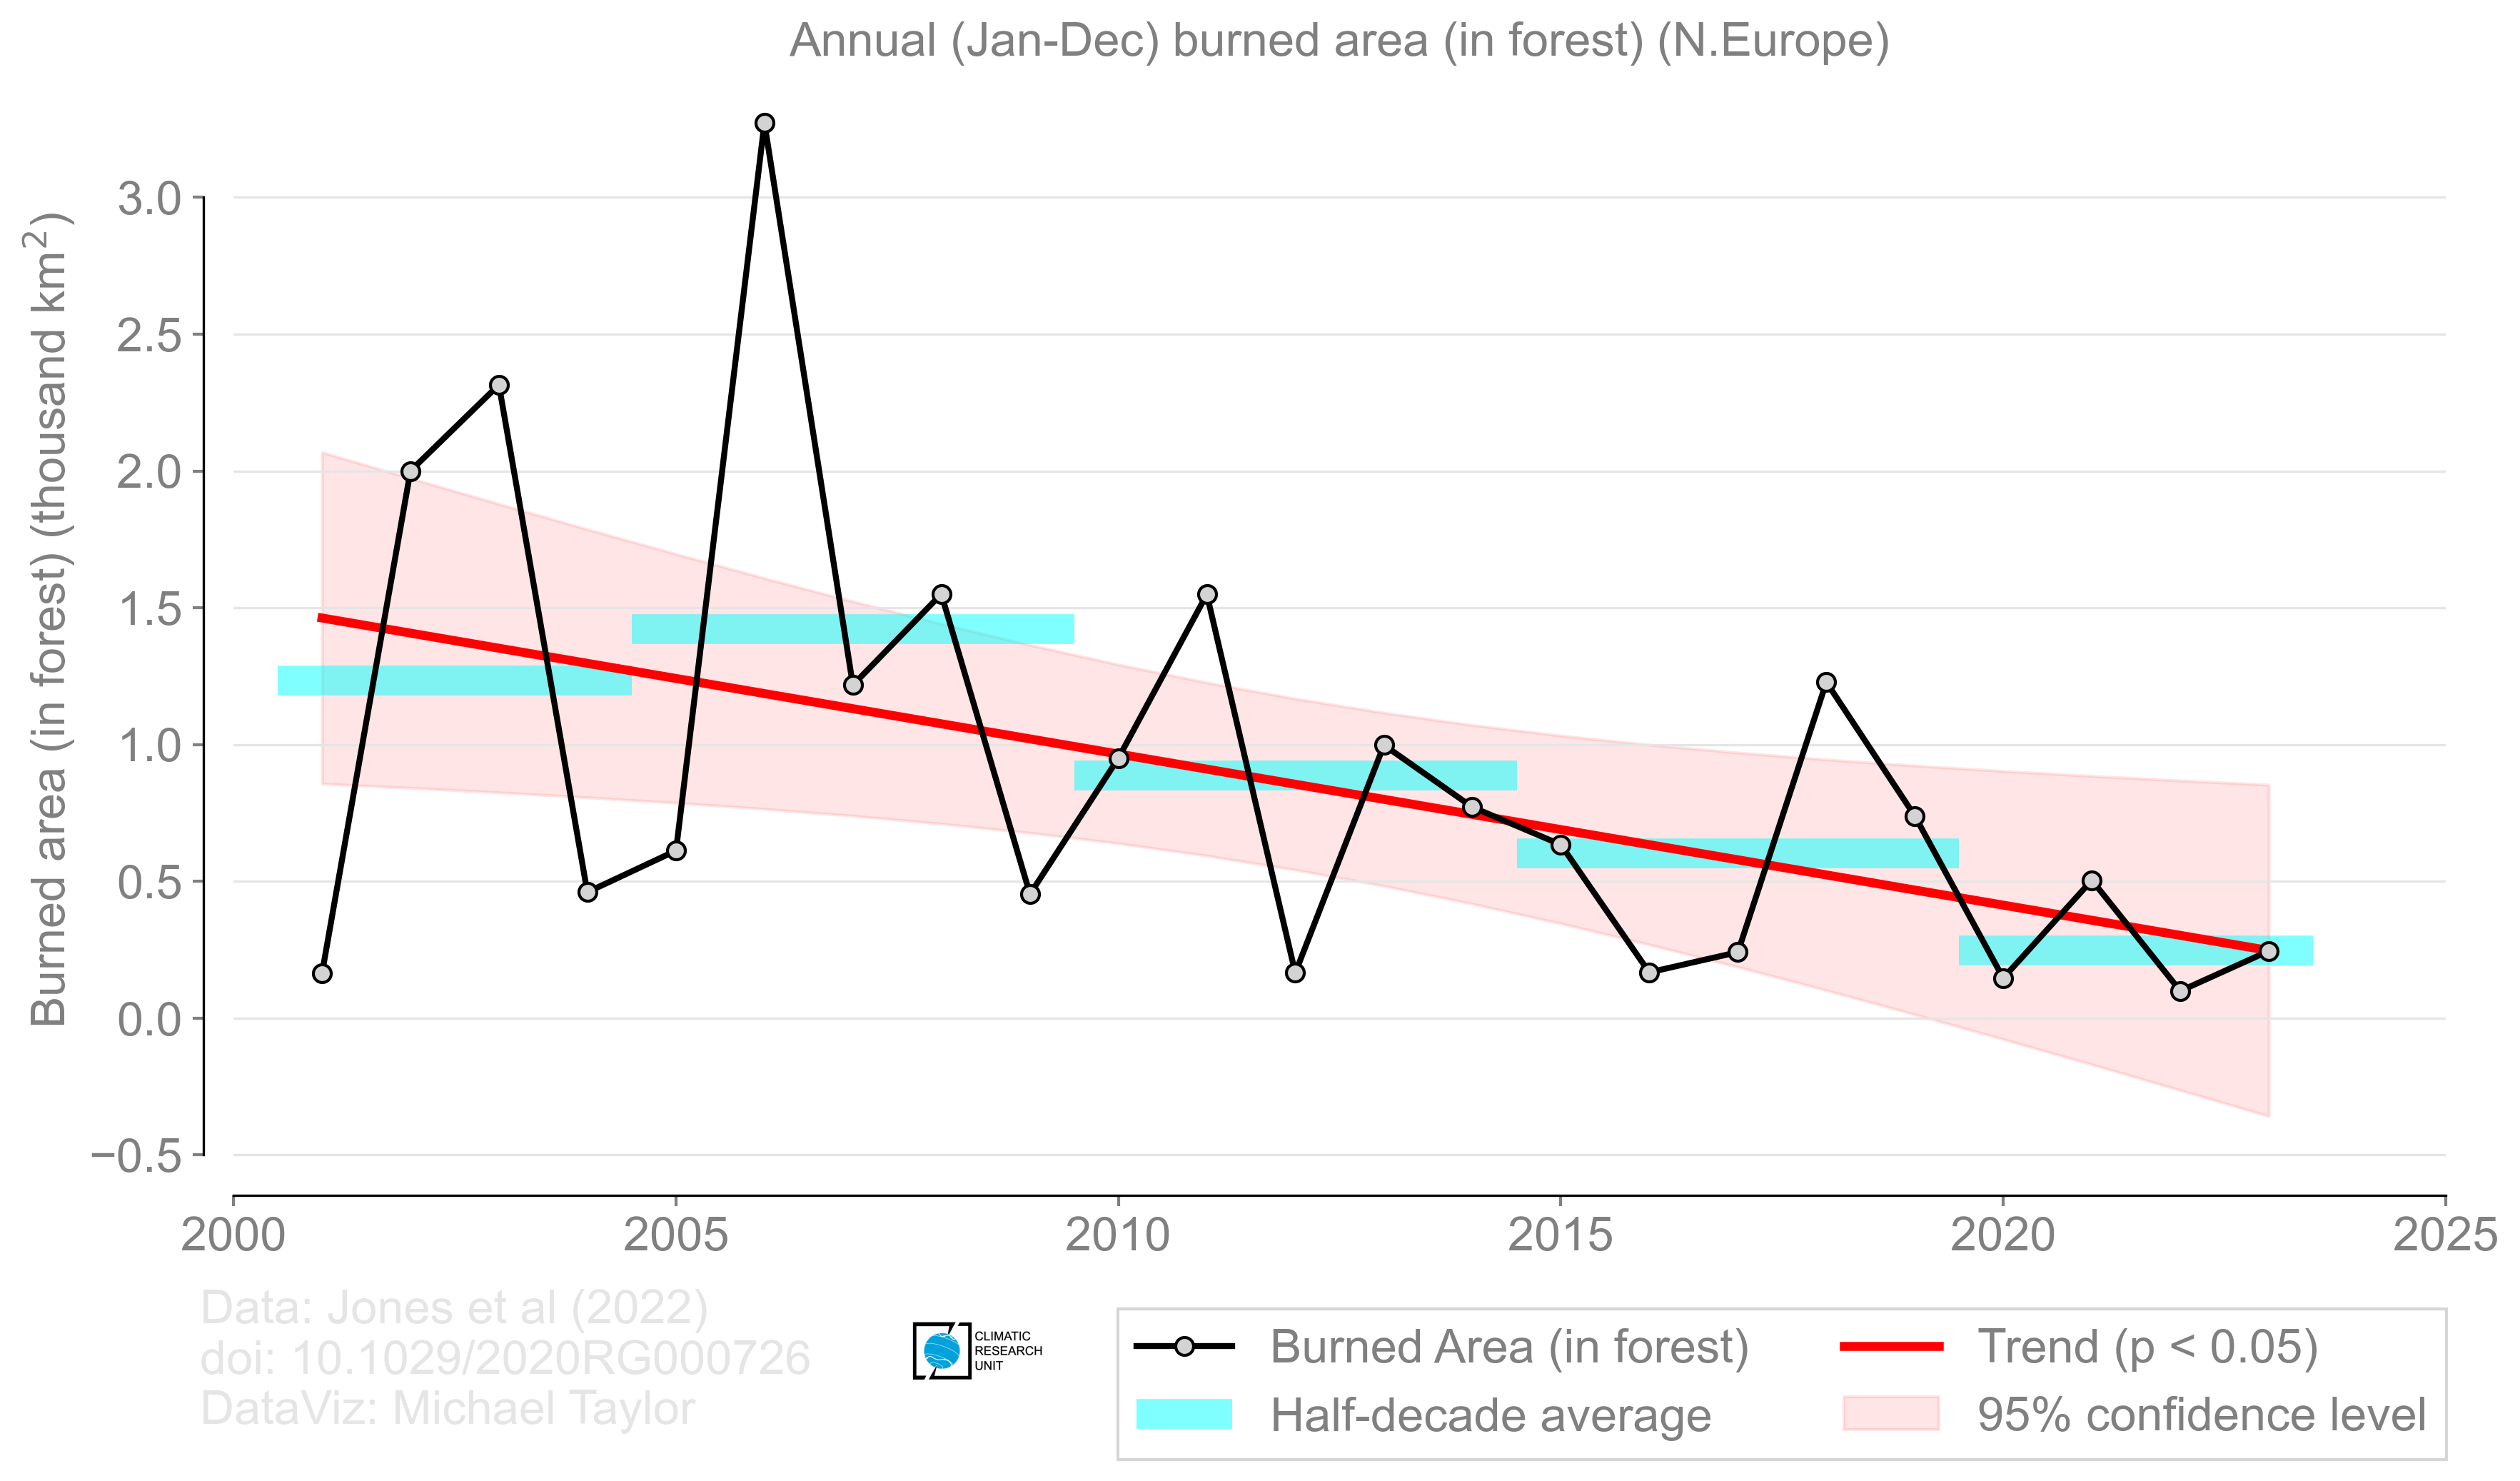 Annual (Jan-Dec) burned area (in forest) (N.Europe)
Burned area (in forest) (thousand km²)
3.0
2.5
2.0
1.5
1.0
0.5
0.0
−0.5
2000 2005 2010 2015 2020 2025
Data: Jones et al (2022)
doi: 10.1029/2020RG000726
DataViz: Michael Taylor
CLIMATIC
RESEARCH
UNIT
Burned Area (in forest)
Half-decade average
Trend (p < 0.05)
95% confidence level